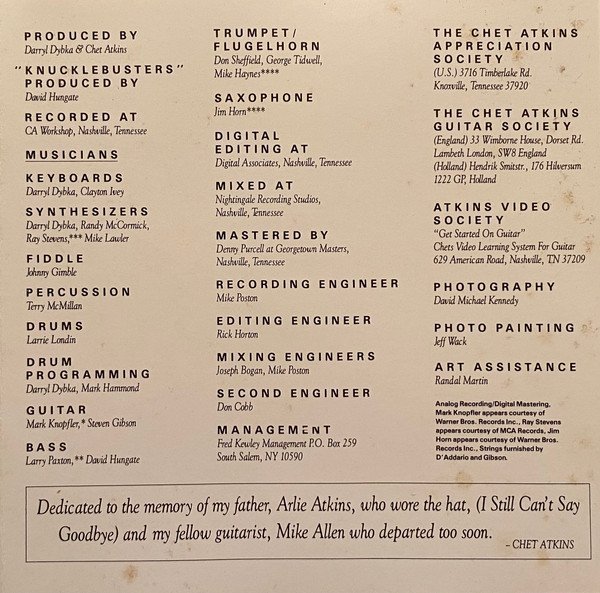 PRODUCED BY
Darryl Dybka & Chet Atkins
"KNUCKLEBUSTERS"
PRODUCED BY
David Hungate
RECORDED AT
CA Workshop, Nashville, Tennessee
MUSICIANS
KEYBOARDS
Darryl Dybka, Clayton Ivey
SYNTHESIZERS
Darryl Dybka, Randy McCormick,
Ray Stevens,*** Mike Lawler
FIDDLE
Johnny Gimble
PERCUSSION
Terry McMillan
DRUMS
Larrie Londin
DRUM
PROGRAMMING
Darryl Dybka, Mark Hammond
GUITAR
Mark Knopfler,* Steven Gibson
BASS
Larry Paxton,** David Hungate
TRUMPET/
FLUGELHORN
Don Sheffield, George Tidwell,
Mike Haynes****
SAXOPHONE
Jim Horn****
DIGITAL
EDITING AT
Digital Associates, Nashville, Tennessee
MIXED AT
Nightingale Recording Studios,
Nashville, Tennessee
MASTERED BY
Denny Purcell at Georgetown Masters,
Nashville, Tennessee
RECORDING ENGINEER
Mike Poston
EDITING ENGINEER
Rick Horton
MIXING ENGINEERS
Joseph Bogan, Mike Poston
SECOND ENGINEER
Don Cobb
MANAGEMENT
Fred Kewley Management P.O. Box 259
South Salem, NY 10590
THE CHET ATKINS
APPRECIATION
SOCIETY
(U.S.) 3716 Timberlake Rd.
Knoxville, Tennessee 37920
THE CHET ATKINS
GUITAR SOCIETY
(England) 33 Wimborne House, Dorset Rd.
Lambeth London, SW8 England
(Holland) Hendrik Smitstr., 176 Hilversum
1222 GP, Holland
ATKINS VIDEO
SOCIETY
"Get Started On Guitar"
Chets Video Learning System For Guitar
629 American Road, Nashville, TN 37209
PHOTOGRAPHY
David Michael Kennedy
PHOTO PAINTING
Jeff Wack
ART ASSISTANCE
Randal Martin
Analog Recording/Digital Mastering,
Mark Knopfler appears courtesy of
Warner Bros. Records Inc., Ray Stevens
appears courtesy of MCA Records, Jim
Horn appears courtesy of Warner Bros.
Records Inc., Strings furnished by
D'Addario and Gibson.
Dedicated to the memory of my father, Arlie Atkins, who wore the hat, (I Still Can't Say
Goodbye) and my fellow guitarist, Mike Allen who departed too soon.
– CHET ATKINS